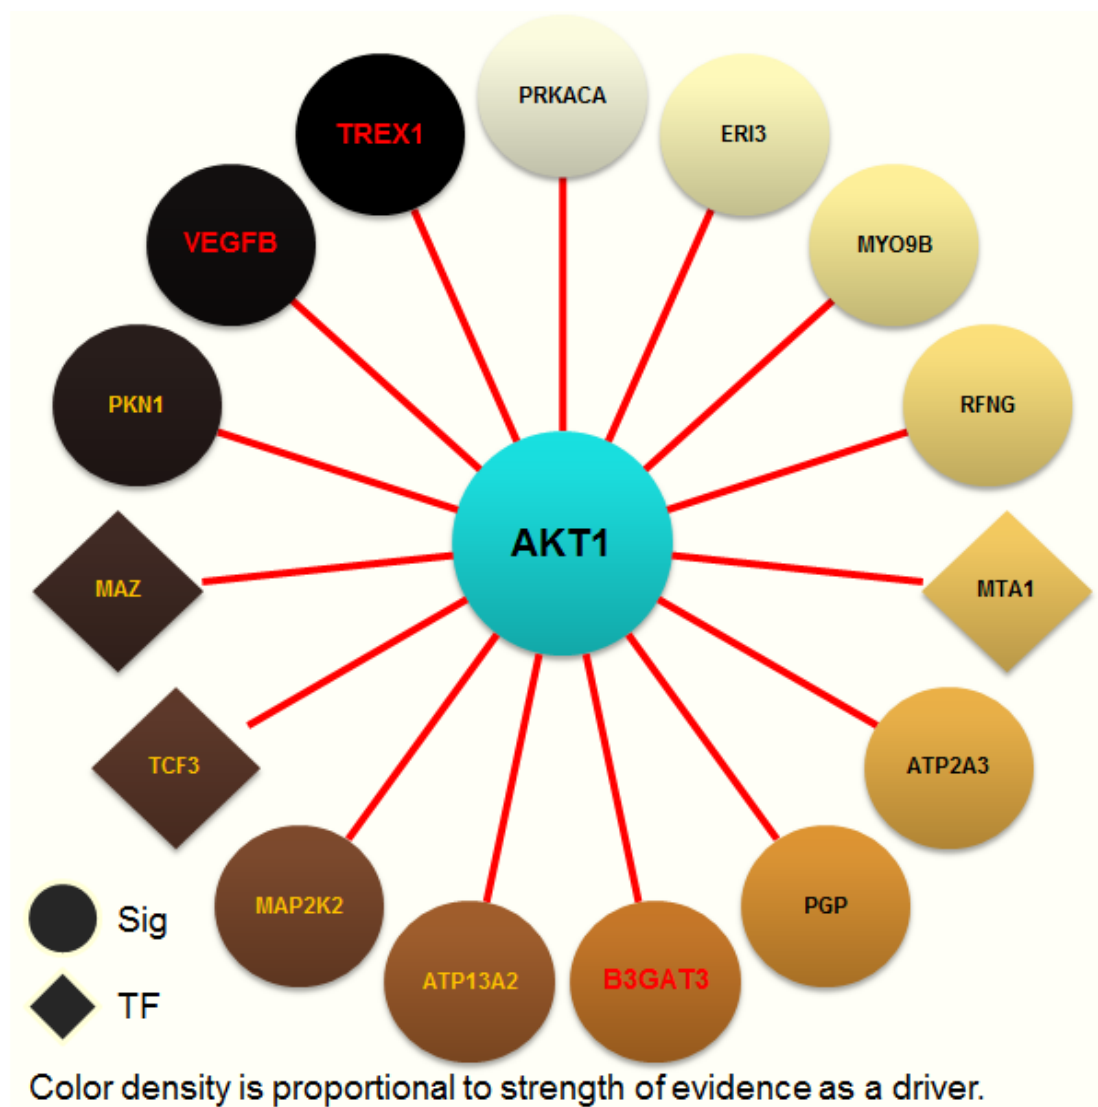 PRKACA
TREX1
ERI3
VEGFB
MYO9B
PKN1
RFNG
AKT1
MAZ
MTA1
TCF3
ATP2A3
MAP2K2
PGP
ATP13A2
B3GAT3
Sig
TF
Color density is proportional to strength of evidence as a driver.